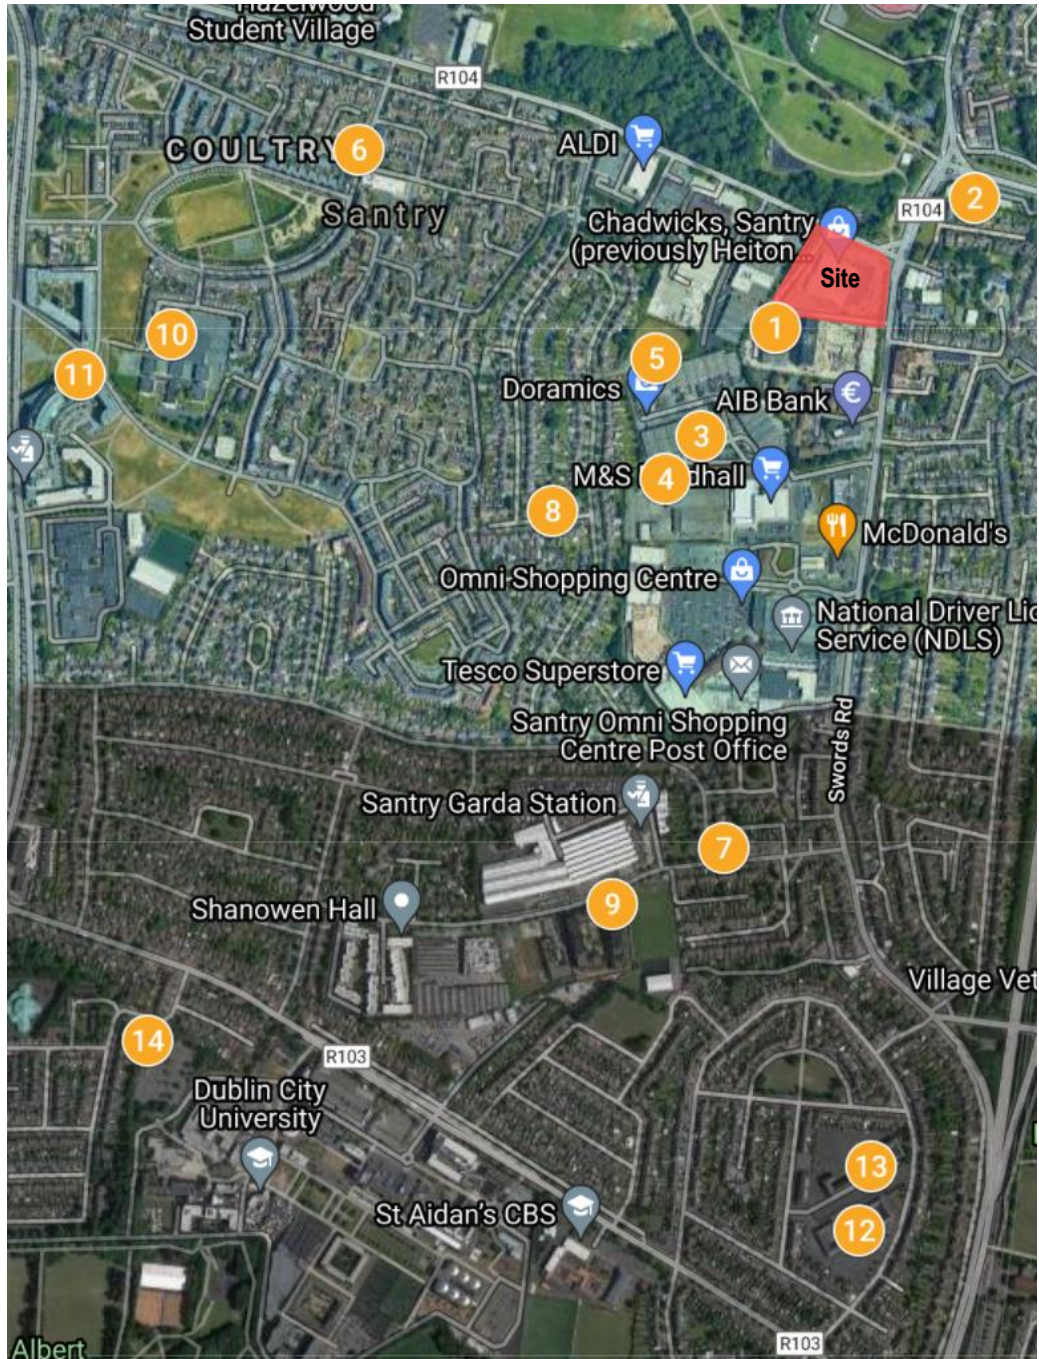 Student Village
R104
ALDI
COULTRY
6
Santry
2
R104
Chadwicks, Santry
(previously Heiton...
Site
1
10
11
5
Doramics
AIB Bank
3
M&S
dhall
4
8
McDonald's
Omni Shopping Centre
National Driver Lic
Service (NDLS)
Tesco Superstore
Santry Omni Shopping
Centre Post Office
Swords Rd
Santry Garda Station
7
9
Shanowen Hall
Village Vet
14
R103
Dublin City
University
13
St Aidan's CBS
12
R103
Albert